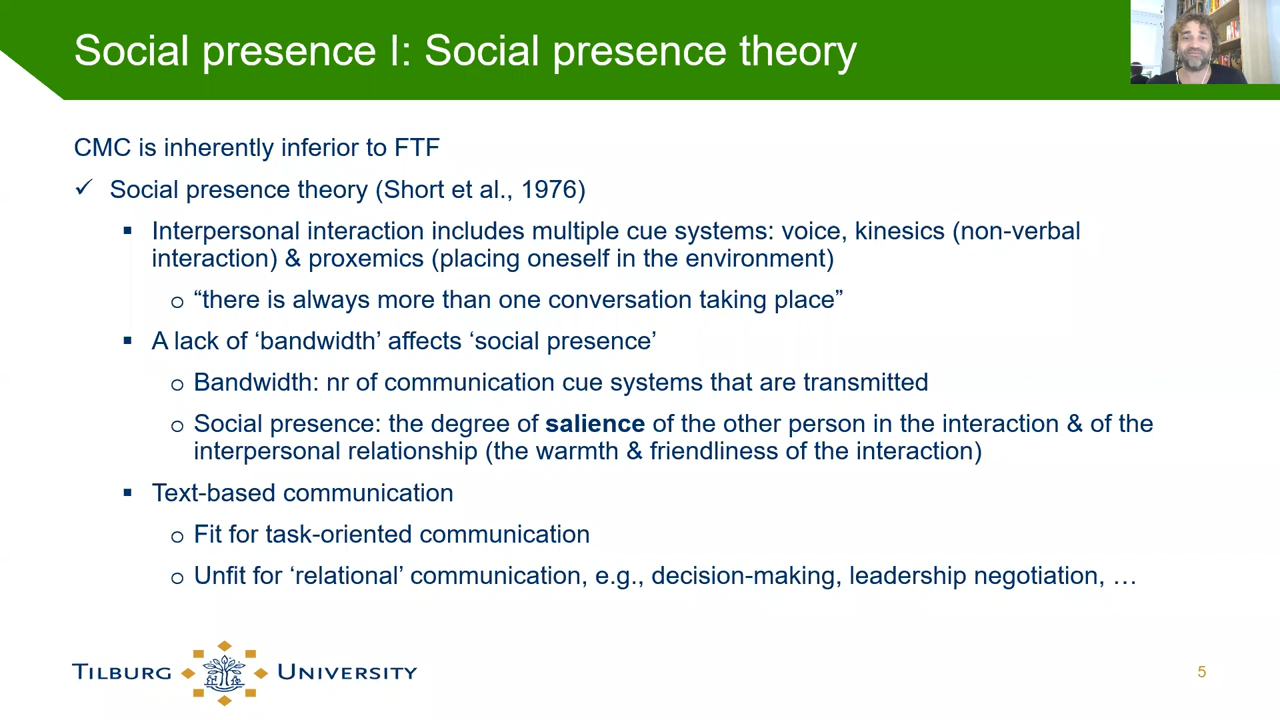 Social presence I: Social presence theory
CMC is inherently inferior to FTF
✓ Social presence theory (Short et al., 1976)
▪ Interpersonal interaction includes multiple cue systems: voice, kinesics (non-verbal
interaction) & proxemics (placing oneself in the environment)
o “there is always more than one conversation taking place”
▪ A lack of ‘bandwidth’ affects ‘social presence’
o Bandwidth: nr of communication cue systems that are transmitted
o Social presence: the degree of salience of the other person in the interaction & of the
interpersonal relationship (the warmth & friendliness of the interaction)
▪ Text-based communication
o Fit for task-oriented communication
o Unfit for ‘relational’ communication, e.g., decision-making, leadership negotiation, …
TILBURG UNIVERSITY
5